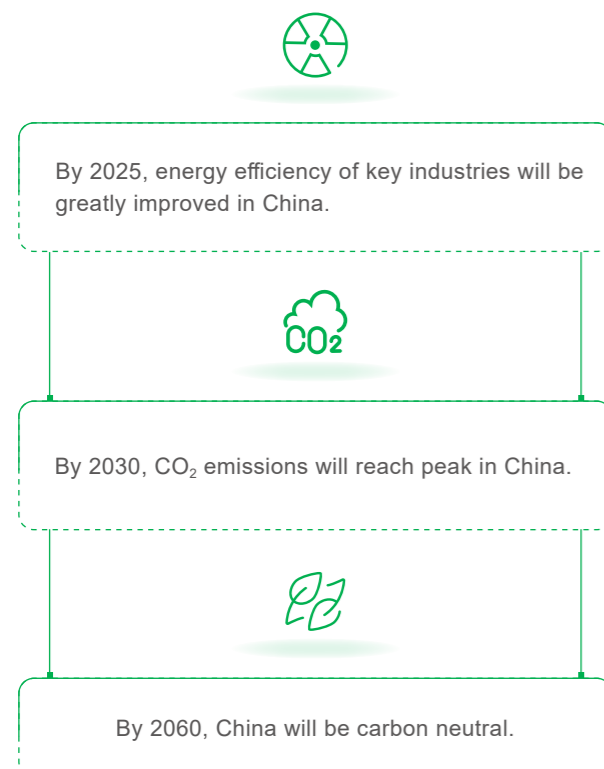 By 2025, energy efficiency of key industries will be
greatly improved in China.
CO2
By 2030, CO₂ emissions will reach peak in China.
By 2060, China will be carbon neutral.